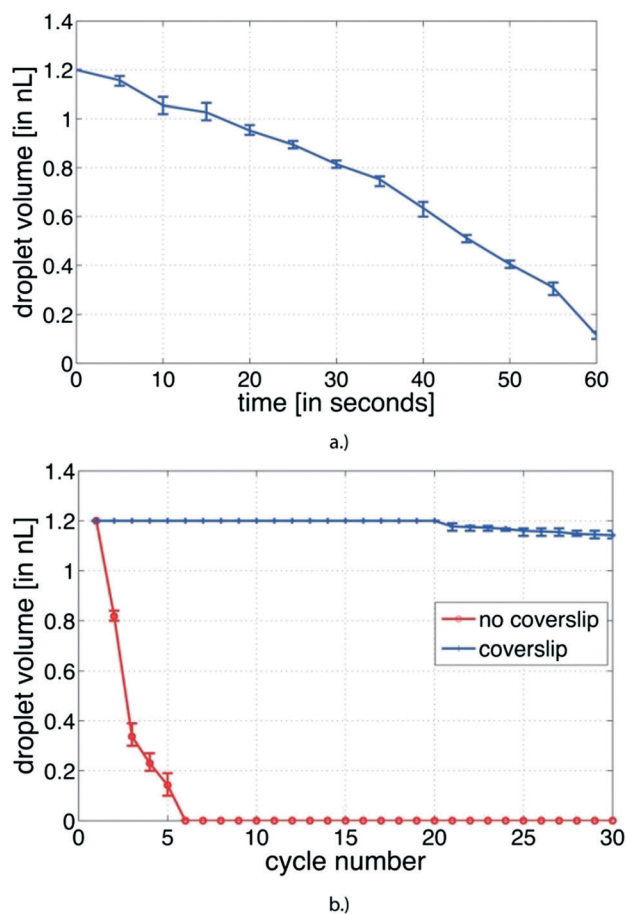 1.4
1.2
1
0.8
0.6
0.4
0.2
0
droplet volume [in nL]
0 10 20 30 40 50 60
time [in seconds]
a.)
1.4
1.2
1
0.8
0.6
0.4
0.2
0
droplet volume [in nL]
no coverslip
coverslip
0 5 10 15 20 25 30
cycle number
b.)